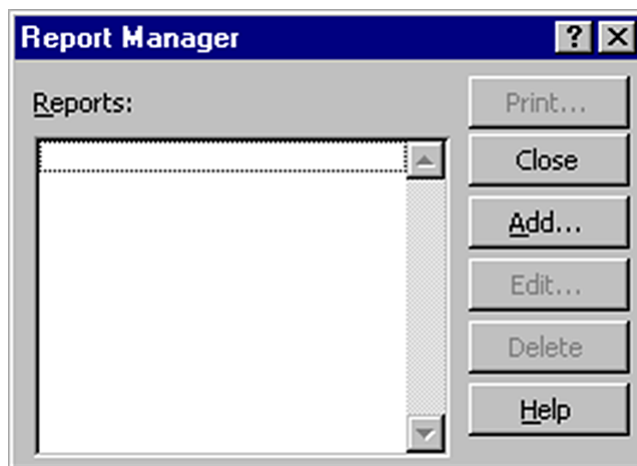 Report Manager
Reports:
Print...
Close
Add...
Edit...
Delete
Help